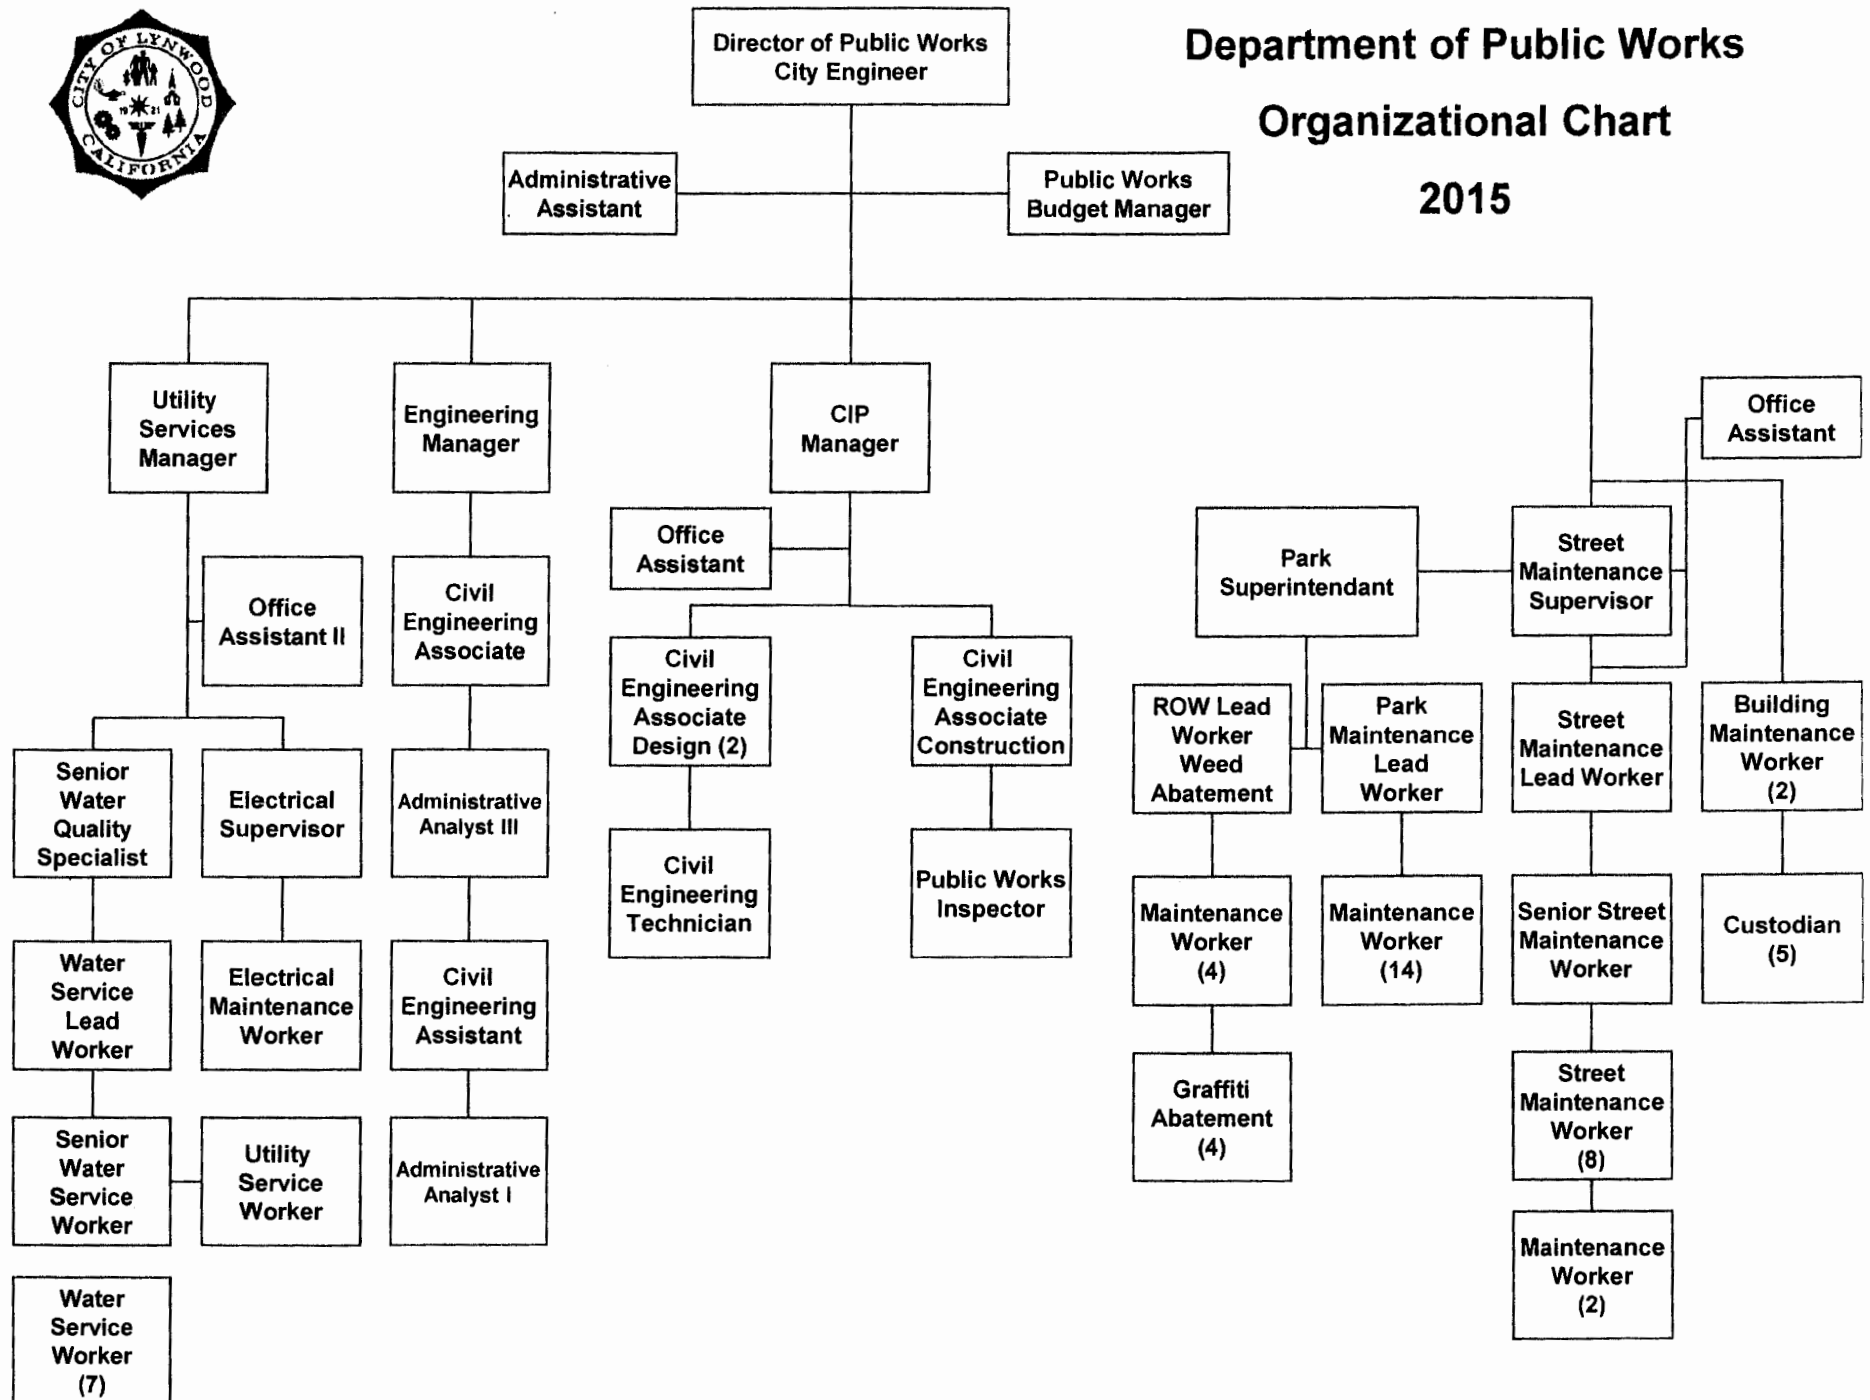 CITY OF LYNWOOD
1921
CALIFORNIA
Director of Public Works
City Engineer
Department of Public Works
Organizational Chart
2015
Administrative
Assistant
Public Works
Budget Manager
Utility
Services
Manager
Engineering
Manager
CIP
Manager
Office
Assistant
Office
Assistant
Park
Superintendant
Street
Maintenance
Supervisor
Office
Assistant II
Civil
Engineering
Associate
Civil
Engineering
Associate
Design (2)
Civil
Engineering
Associate
Construction
ROW Lead
Worker
Weed
Abatement
Park
Maintenance
Lead
Worker
Street
Maintenance
Lead Worker
Building
Maintenance
Worker
(2)
Senior
Water
Quality
Specialist
Electrical
Supervisor
Administrative
Analyst III
Civil
Engineering
Technician
Public Works
Inspector
Maintenance
Worker
(4)
Maintenance
Worker
(14)
Senior Street
Maintenance
Worker
Custodian
(5)
Water
Service
Lead
Worker
Electrical
Maintenance
Worker
Civil
Engineering
Assistant
Graffiti
Abatement
(4)
Street
Maintenance
Worker
(8)
Senior
Water
Service
Worker
Utility
Service
Worker
Administrative
Analyst I
Maintenance
Worker
(2)
Water
Service
Worker
(7)